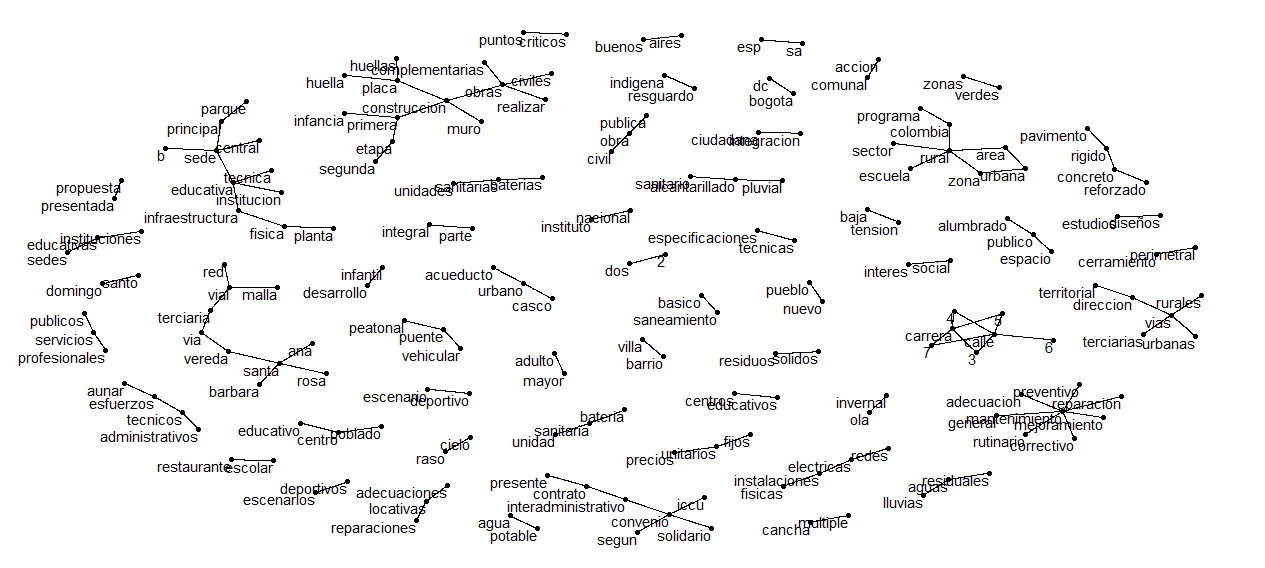 puntos
criticos
buenos
aires
esp
sa
huellas
complementarias
huella
placa
obras
civiles
construccion
realizar
muro
infancia
primera
etapa
segunda
indigena
resguardo
dc
bogota
accion
comunal
zonas
verdes
parque
principal
central
b
sede
tecnica
educativa
institucion
infraestructura
fisica
planta
publica
obra
civil
ciudadana
integracion
programa
colombia
sector
rural
area
escuela
zona
urbana
pavimento
rigido
concreto
reforzado
propuesta
presentada
unidades
sanitarias
baterias
sanitario
alcantarillado
pluvial
instituciones
educativas
sedes
integral
parte
nacional
instituto
especificaciones
tecnicas
baja
tension
alumbrado
publico
espacio
estudios
diseños
dos
2
interes
social
cerramiento
perimetral
domingo
santo
red
vial
malla
terciaria
via
vereda
santa
ana
rosa
barbara
infantil
desarrollo
acueducto
urbano
casco
basico
saneamiento
pueblo
nuevo
territorial
direccion
rurales
vias
terciarias
urbanas
publicos
servicios
profesionales
peatonal
puente
vehicular
4
5
carrera
calle
7
3
6
adulto
mayor
villa
barrio
residuos
solidos
aunar
esfuerzos
tecnicos
administrativos
escenario
deportivo
centros
educativos
invernal
ola
preventivo
adecuacion
reparacion
general
mantenimiento
mejoramiento
rutinario
correctivo
educativo
centro
poblado
bateria
sanitaria
unidad
cielo
raso
precios
unitarios
fijos
restaurante
escolar
redes
electricas
instalaciones
fisicas
deportivos
escenarios
adecuaciones
locativas
reparaciones
presente
contrato
interadministrativo
iccu
convenio
segun
solidario
agua
potable
residuales
aguas
lluvias
cancha
multiple